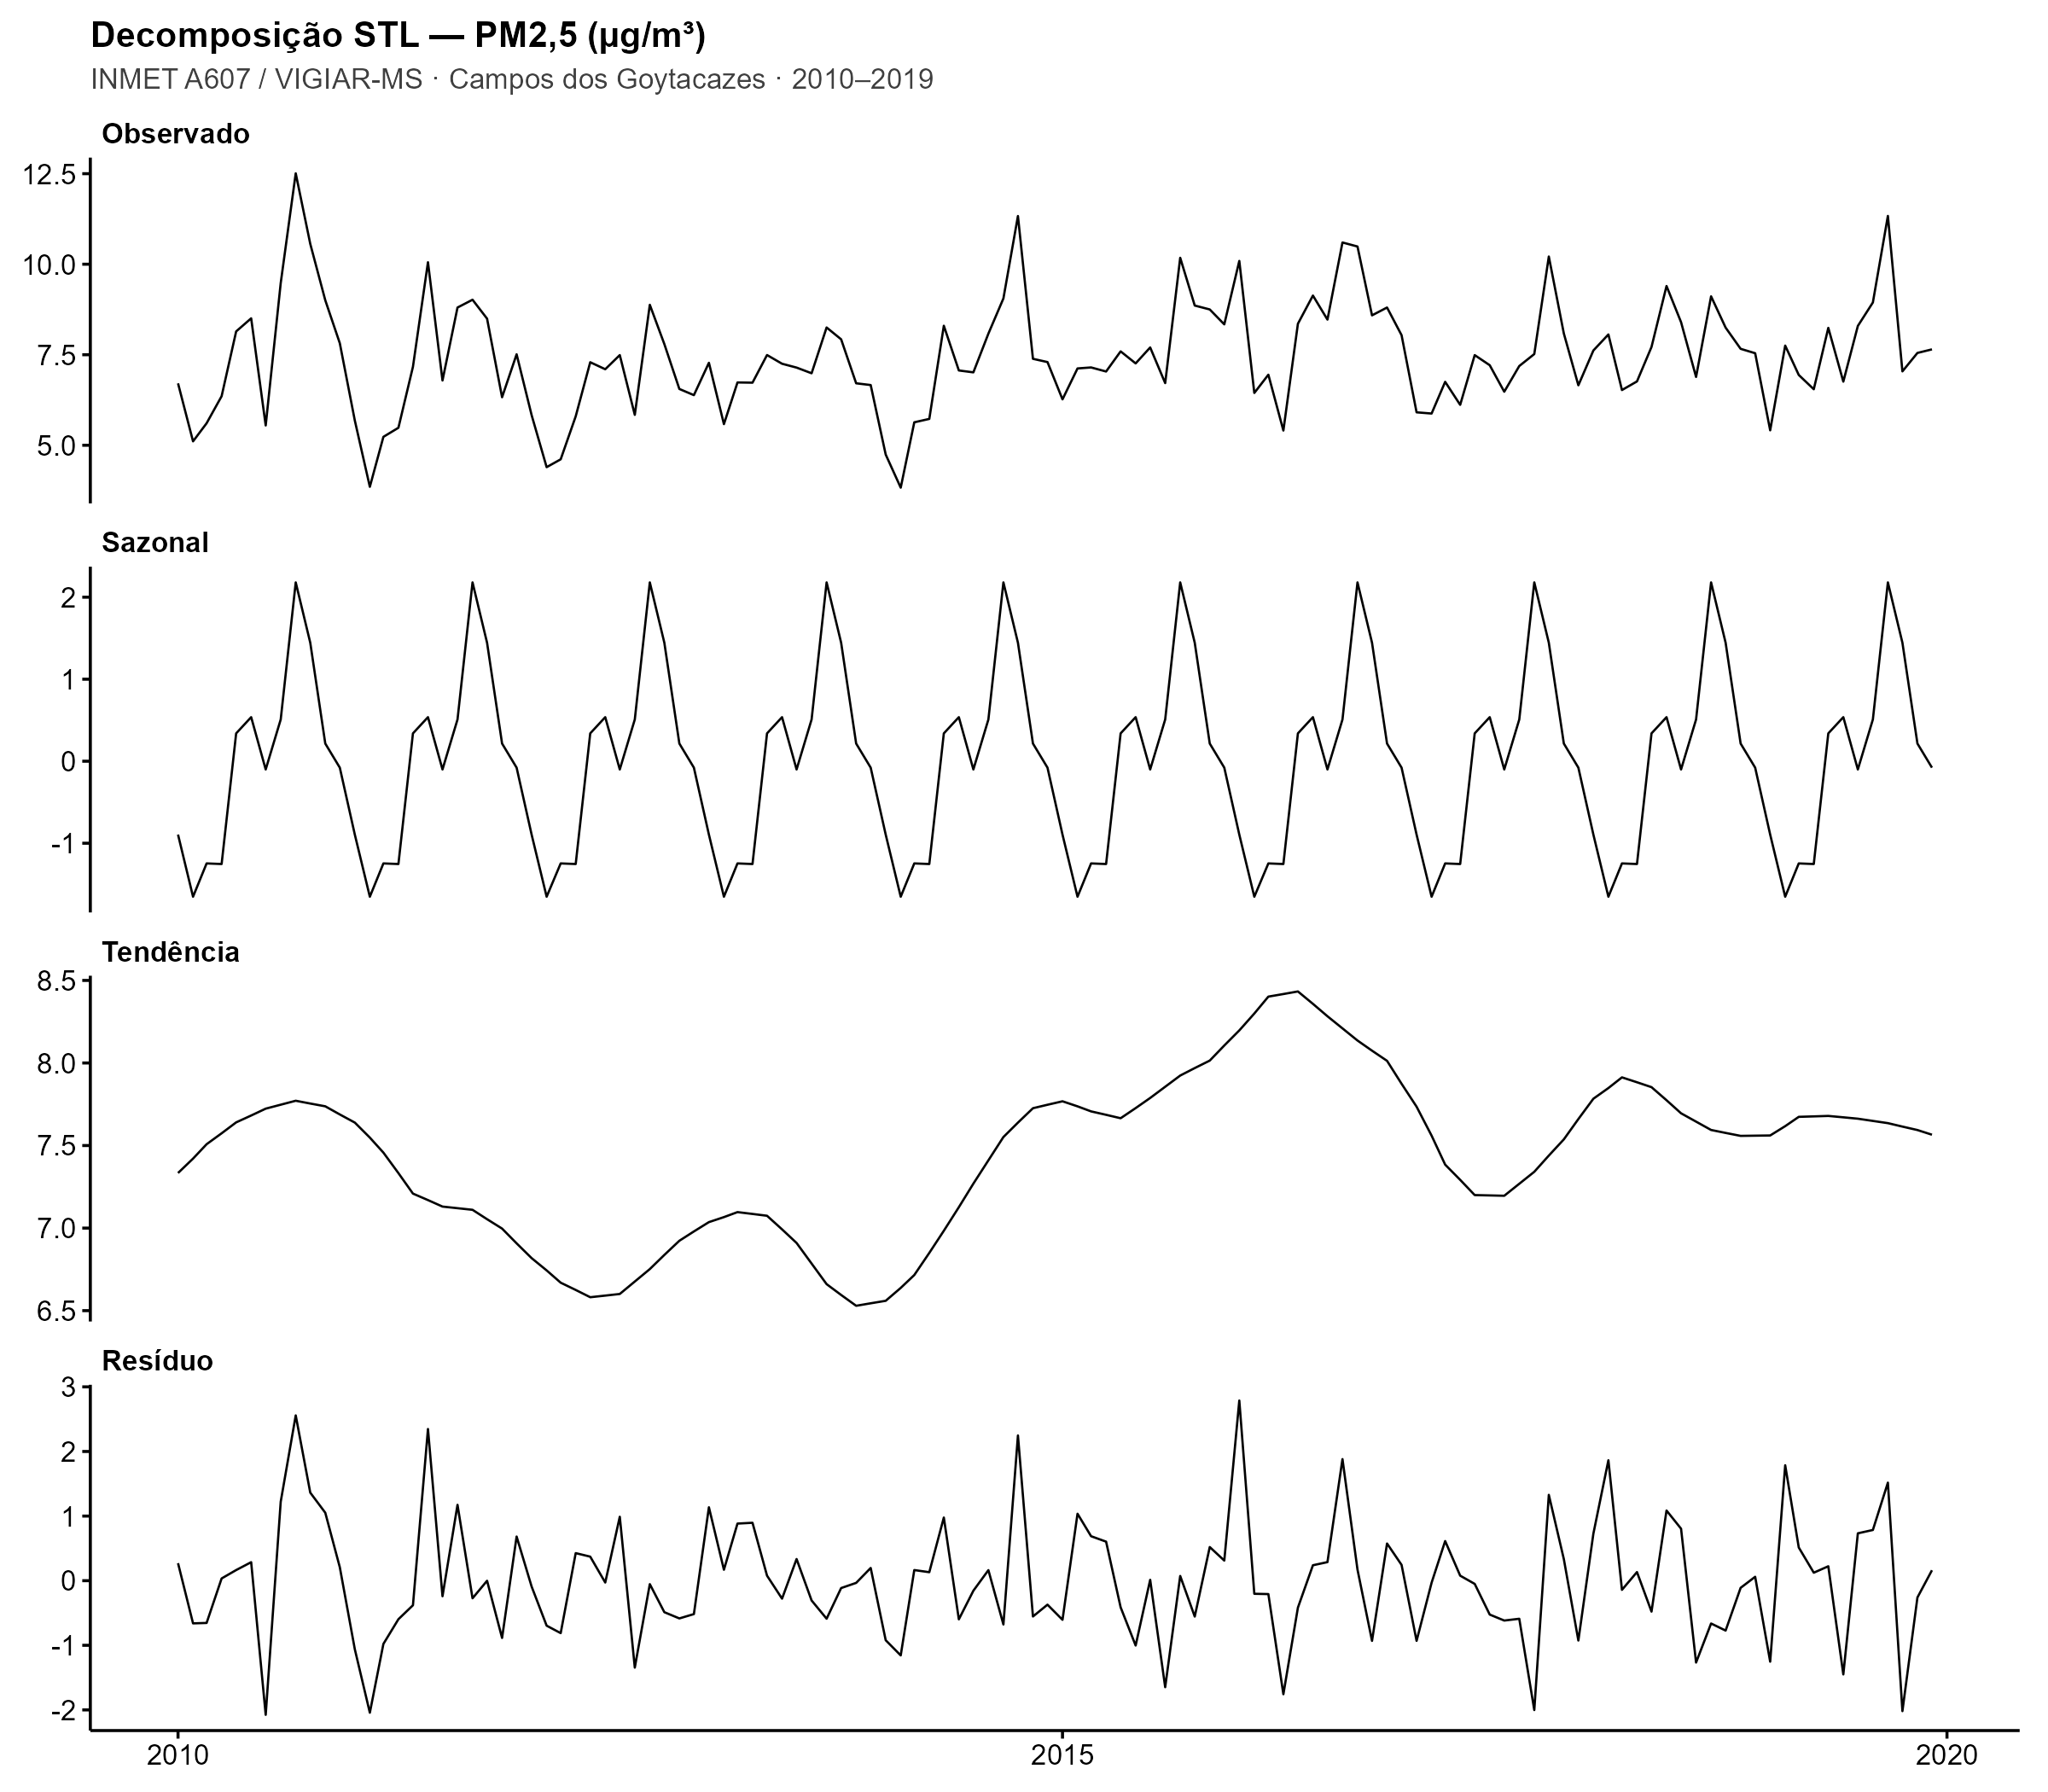 Decomposição STL — PM2,5 (µg/m³)
INMET A607 / VIGIAR-MS · Campos dos Goytacazes · 2010–2019
Observado
12.5
10.0
7.5
5.0
Sazonal
2
1
0
-1
Tendência
8.5
8.0
7.5
7.0
6.5
Resíduo
3
2
1
0
-1
-2
2010 2015 2020